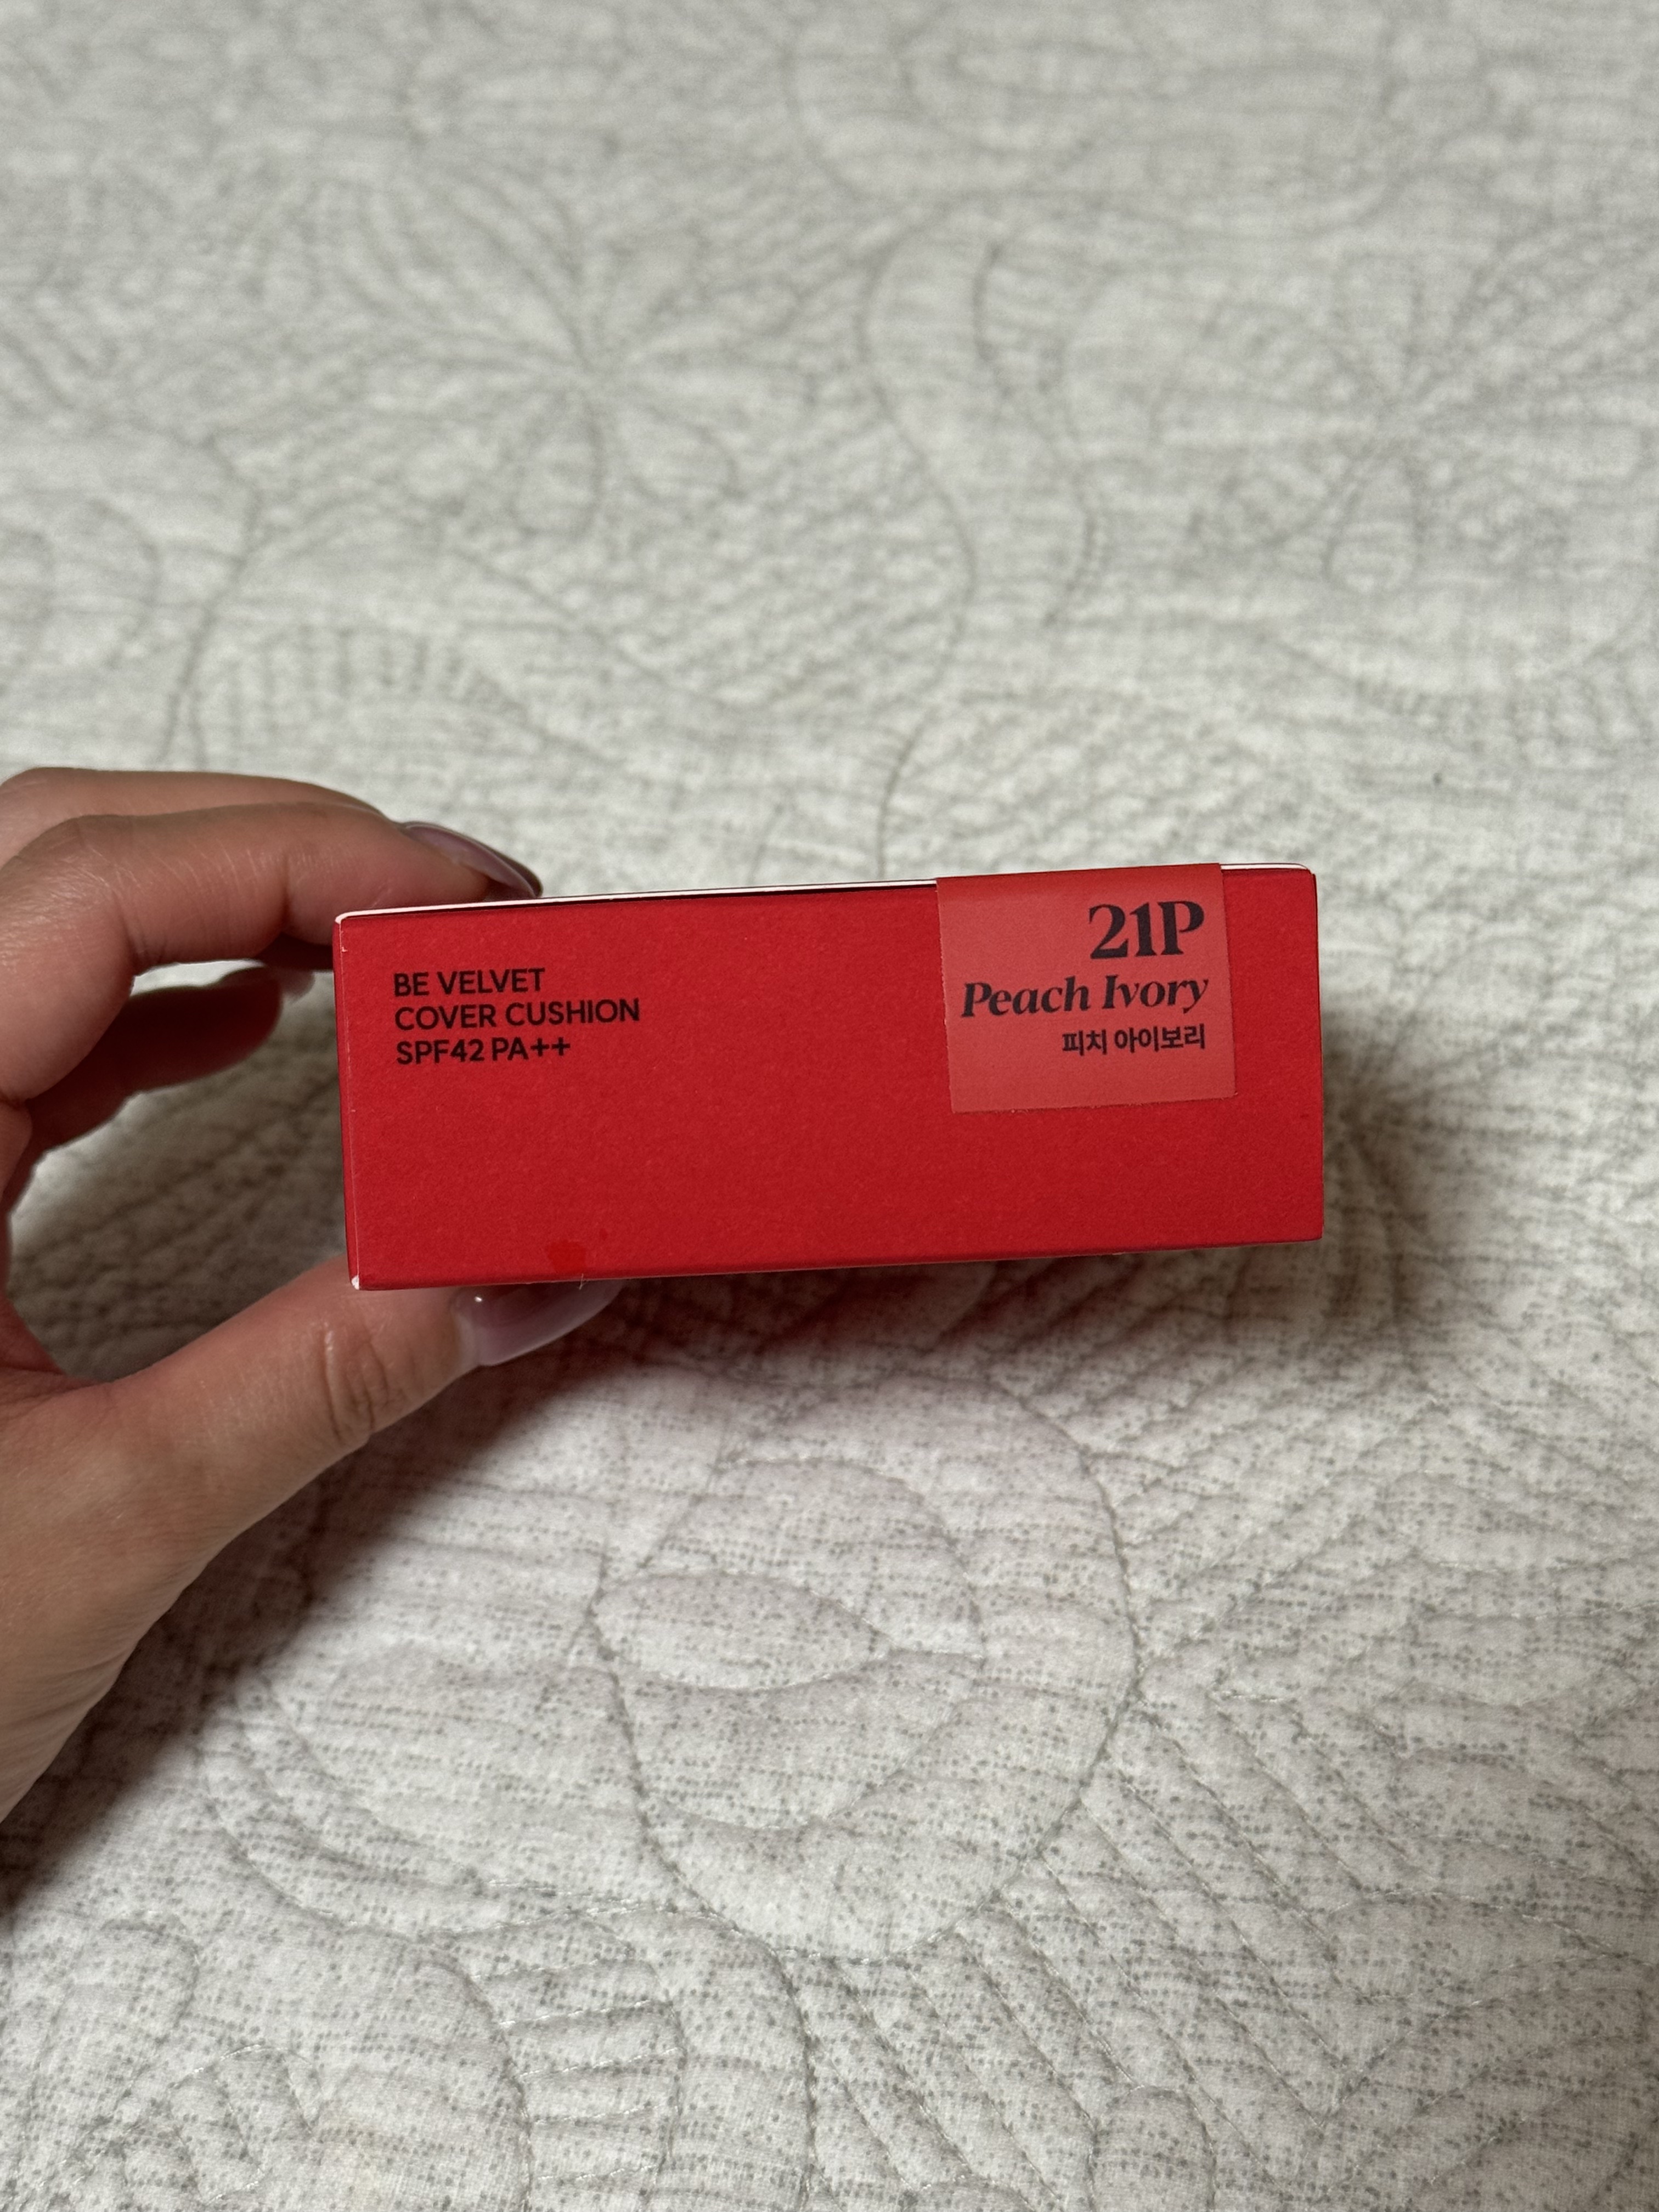 BE VELVET
COVER CUSHION
SPF42 PA++
21P
Peach Ivory
피치 아이보리